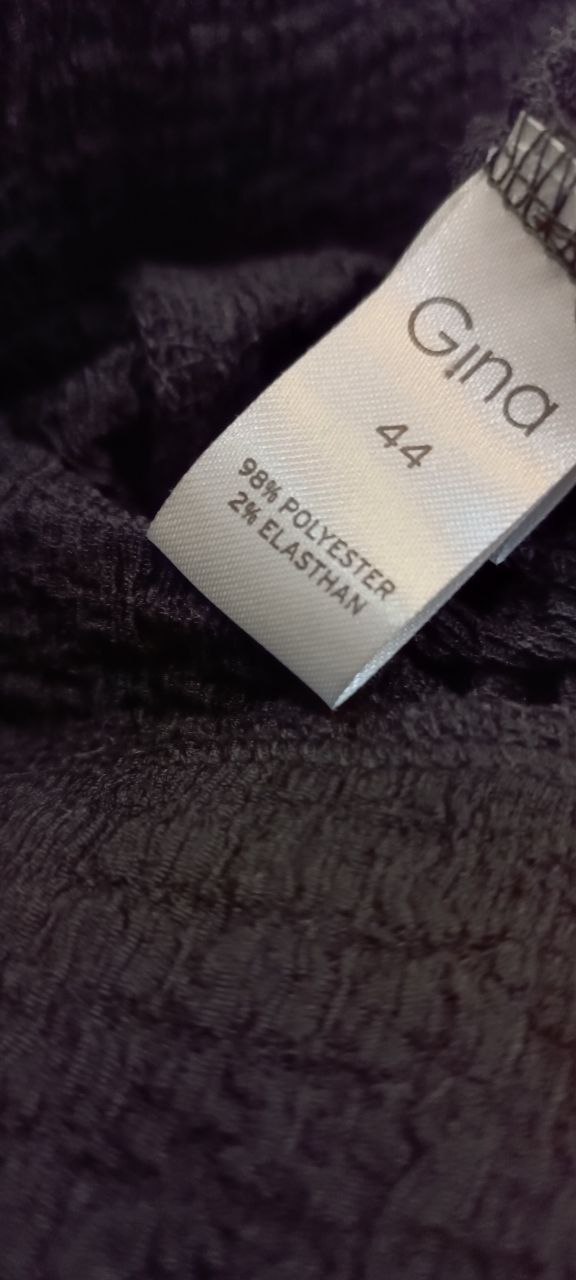 Gina
44
98% POLYESTER
2% ELASTHAN